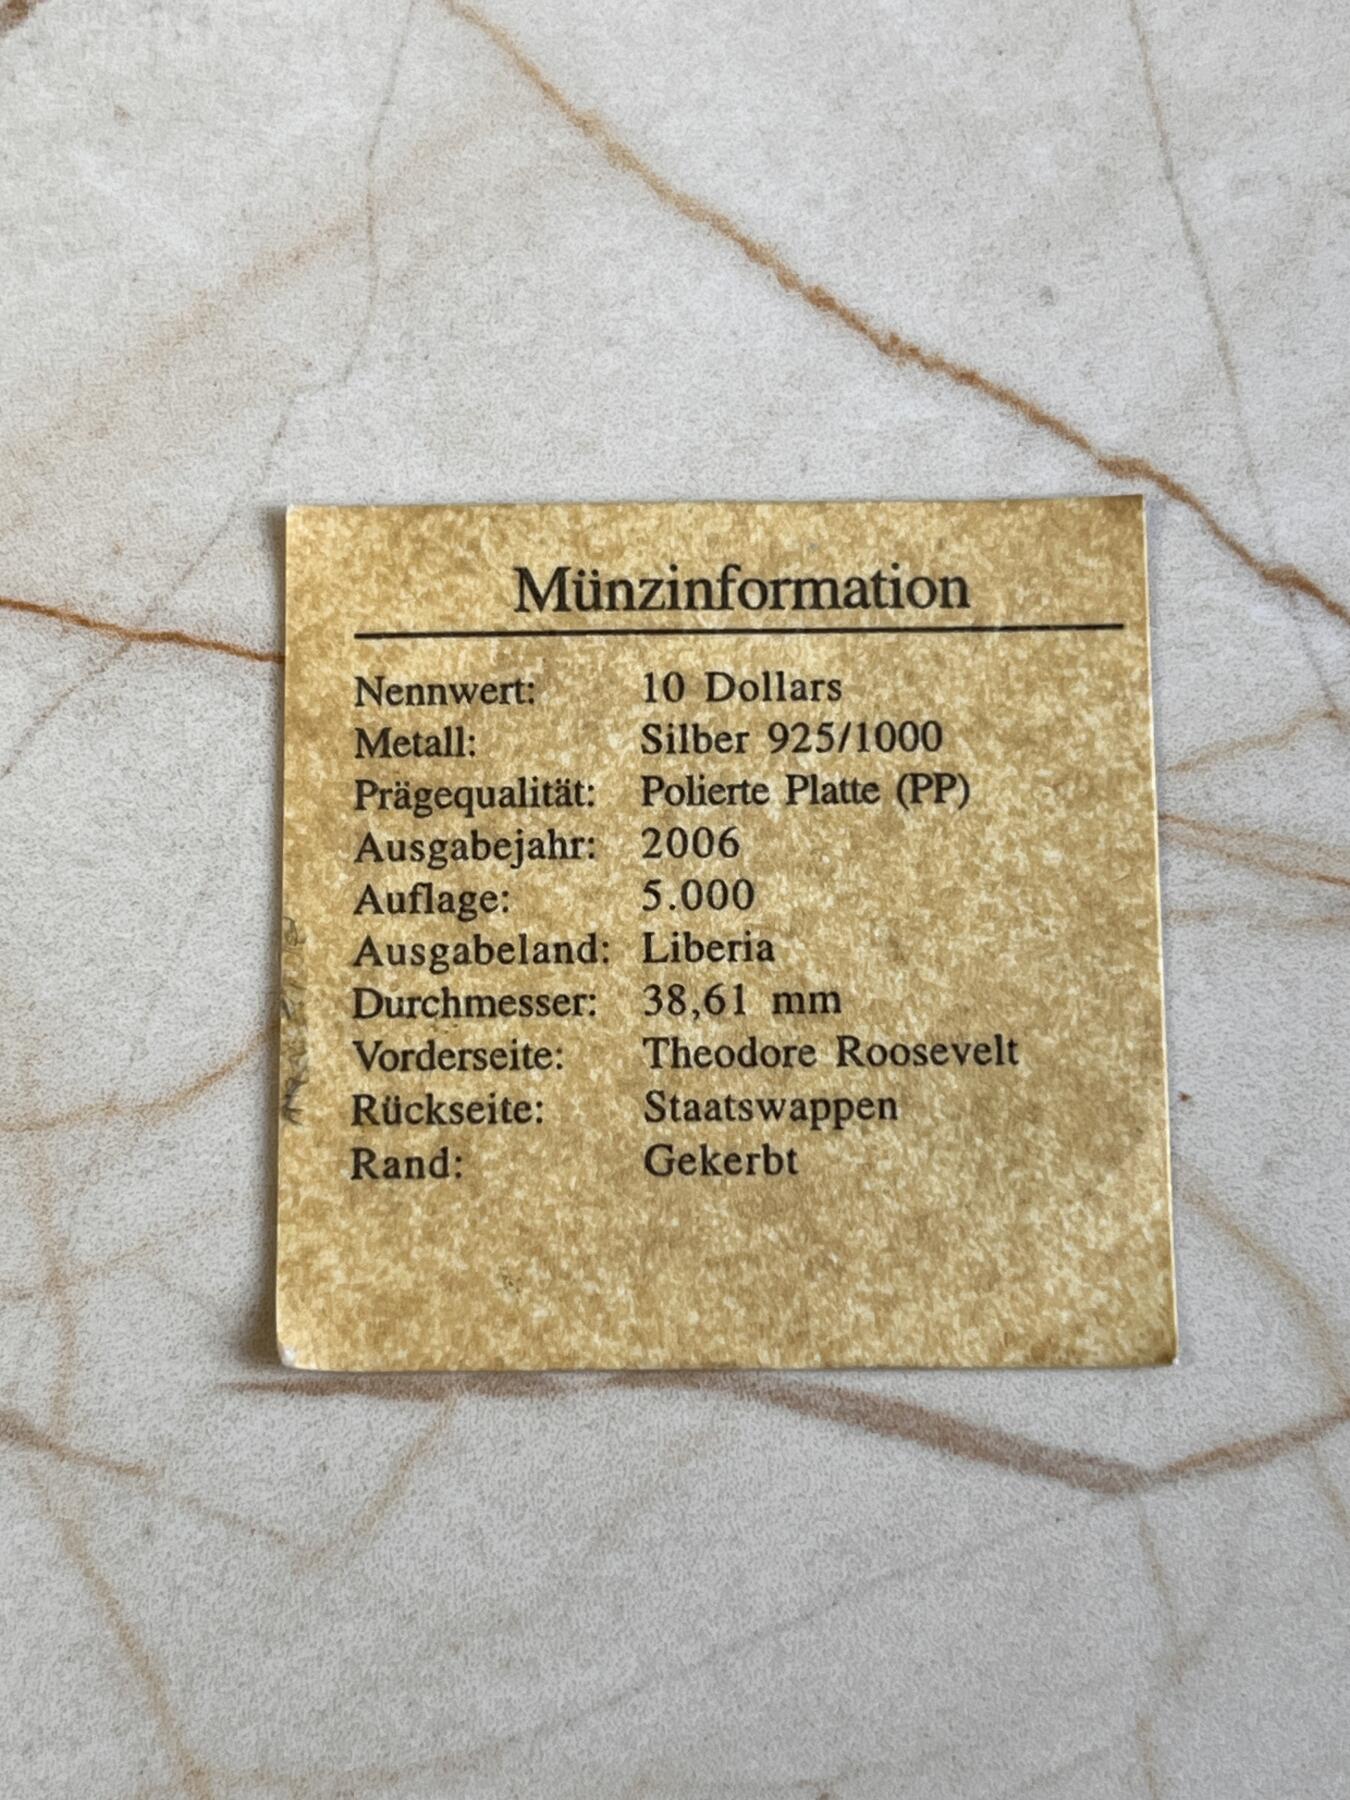 Münzinformation
Nennwert: 10 Dollars
Metall: Silber 925/1000
Prägequalität: Polierte Platte (PP)
Ausgabejahr: 2006
Auflage: 5.000
Ausgabeland: Liberia
Durchmesser: 38,61 mm
Vorderseite: Theodore Roosevelt
Rückseite: Staatswappen
Rand: Gekerbt